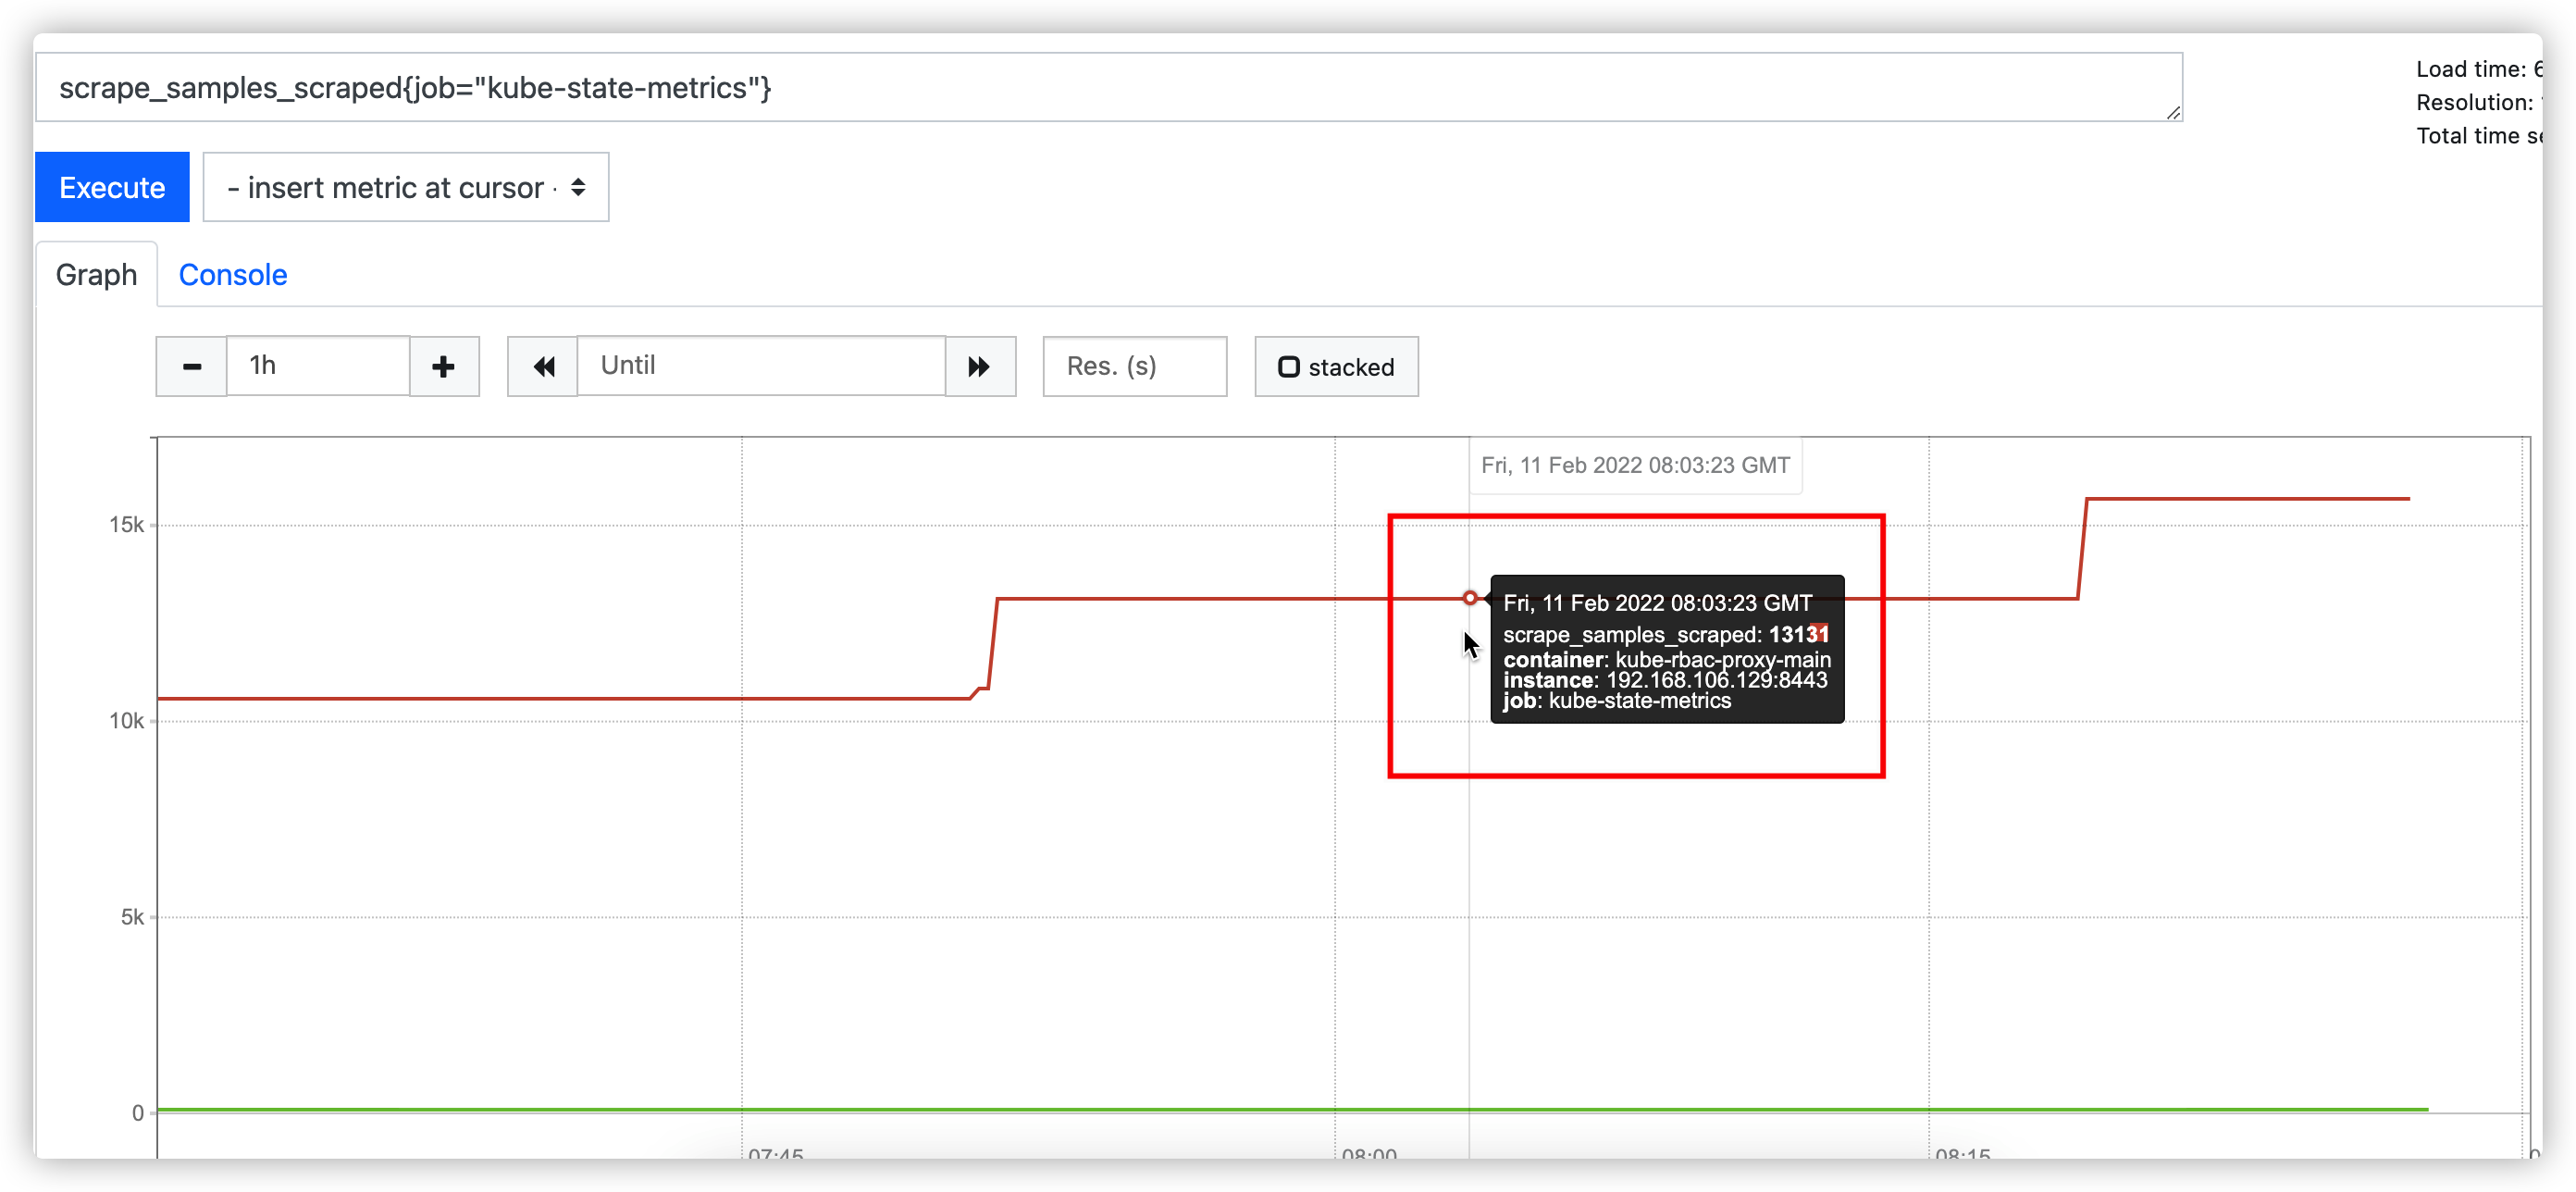 scrape_samples_scraped{job="kube-state-metrics"}
Load time: 6
Resolution:
Total time se
Execute
- insert metric at cursor -
Graph
Console
1h
Until
Res. (s)
stacked
Fri, 11 Feb 2022 08:03:23 GMT
15k
Fri, 11 Feb 2022 08:03:23 GMT
scrape_samples_scraped: 13131
container: kube-rbac-proxy-main
instance: 192.168.106.129:8443
job: kube-state-metrics
10k
5k
0
07:45
08:00
08:15